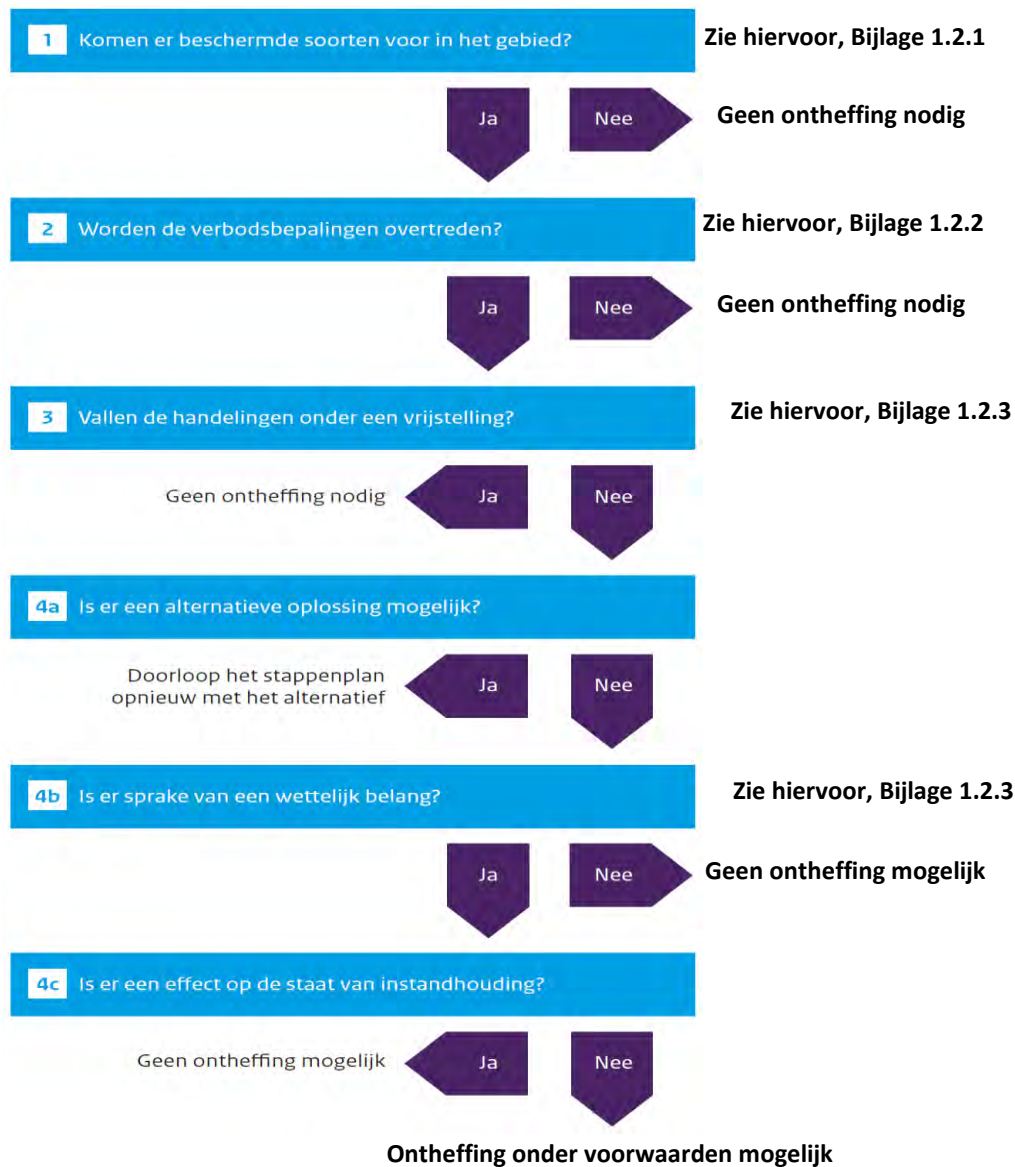 1 Komen er beschermde soorten voor in het gebied? Zie hiervoor, Bijlage 1.2.1
Ja Nee Geen ontheffing nodig
2 Worden de verbodsbepalingen overtreden? Zie hiervoor, Bijlage 1.2.2
Ja Nee Geen ontheffing nodig
3 Vallen de handelingen onder een vrijstelling? Zie hiervoor, Bijlage 1.2.3
Geen ontheffing nodig Ja Nee
4a Is er een alternatieve oplossing mogelijk?
Doorloop het stappenplan
opnieuw met het alternatief Ja Nee
4b Is er sprake van een wettelijk belang? Zie hiervoor, Bijlage 1.2.3
Ja Nee Geen ontheffing mogelijk
4c Is er een effect op de staat van instandhouding?
Geen ontheffing mogelijk Ja Nee
Ontheffing onder voorwaarden mogelijk